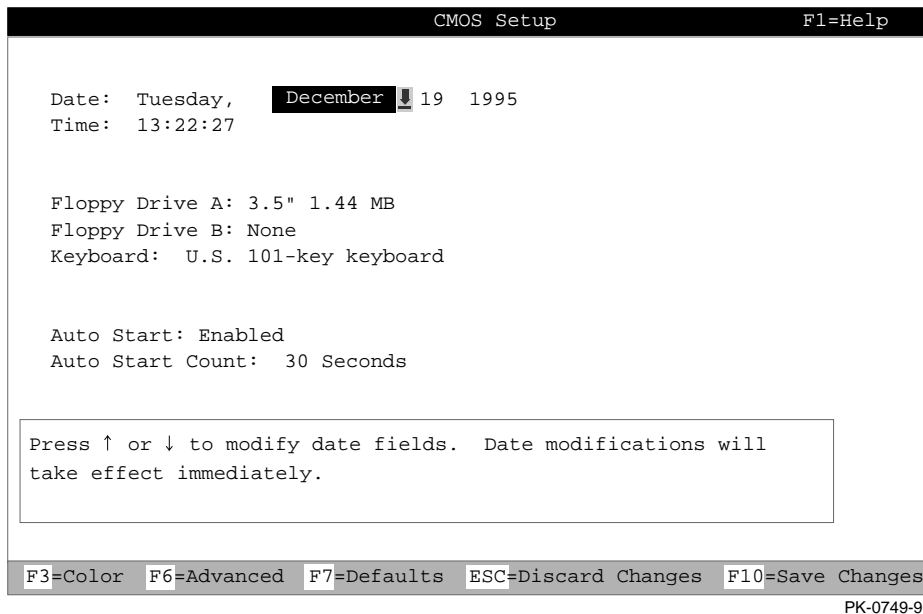 CMOS Setup F1=Help
Date: Tuesday, December 19 1995
Time: 13:22:27
Floppy Drive A: 3.5" 1.44 MB
Floppy Drive B: None
Keyboard: U.S. 101-key keyboard
Auto Start: Enabled
Auto Start Count: 30 Seconds
Press ↑ or ↓ to modify date fields. Date modifications will
take effect immediately.
F3=Color F6=Advanced F7=Defaults ESC=Discard Changes F10=Save Changes
PK-0749-9